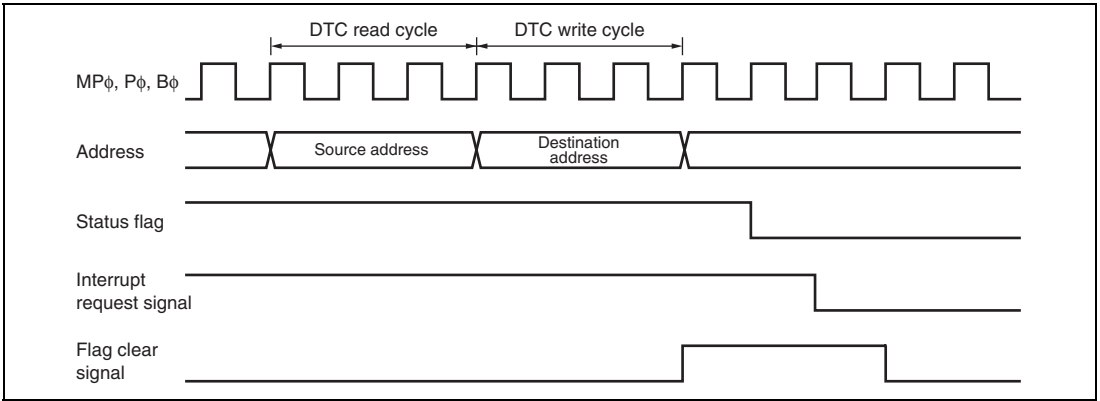 DTC read cycle
DTC write cycle
MPϕ, Pϕ, Bϕ
Address
Source address
Destination
address
Status flag
Interrupt
request signal
Flag clear
signal